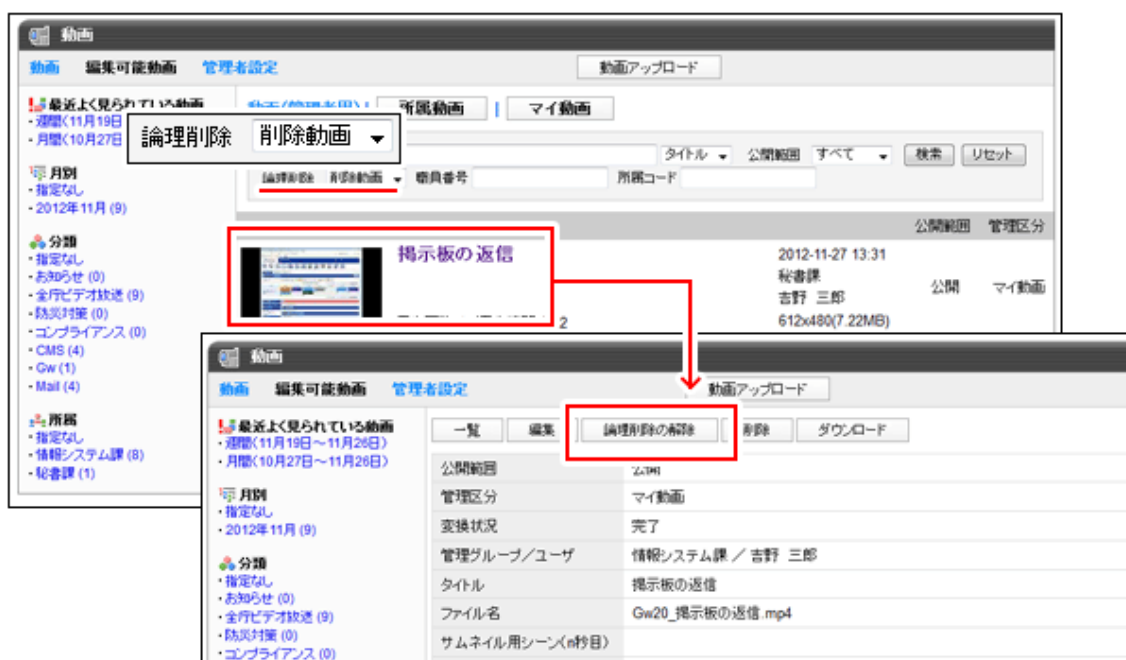 動画
動画 編集可能動画 管理者設定 動画アップロード
最近よく見られている動画
・週間(11月19日
・月間(10月27日
月別
・指定なし
・2012年11月 (9)
分類
・指定なし
・お知らせ (0)
・全庁ビデオ放送 (9)
・防災対策 (0)
・コンプライアンス (0)
・CMS (4)
・Gw (1)
・Mail (4)
所属
・指定なし
・情報システム課 (8)
・秘書課 (1)
動画(管理者用) | 所属動画 | マイ動画
論理削除 削除動画
タイトル 公開範囲 すべて 検索 リセット
論理削除 削除動画 職員番号 所属コード
公開範囲 管理区分
掲示板の返信
2012-11-27 13:31
秘書課
吉野 三郎
612x480(7.22MB)
公開 マイ動画
動画
動画 編集可能動画 管理者設定 動画アップロード
最近よく見られている動画
・週間(11月19日～11月26日)
・月間(10月27日～11月26日)
月別
・指定なし
・2012年11月 (9)
分類
・指定なし
・お知らせ (0)
・全庁ビデオ放送 (9)
・防災対策 (0)
・コンプライアンス (0)
一覧 編集 論理削除の解除 削除 ダウンロード
公開範囲 公開
管理区分 マイ動画
変換状況 完了
管理グループ／ユーザ 情報システム課 ／ 吉野 三郎
タイトル 掲示板の返信
ファイル名 Gw20_掲示板の返信.mp4
サムネイル用シーン(n秒目)